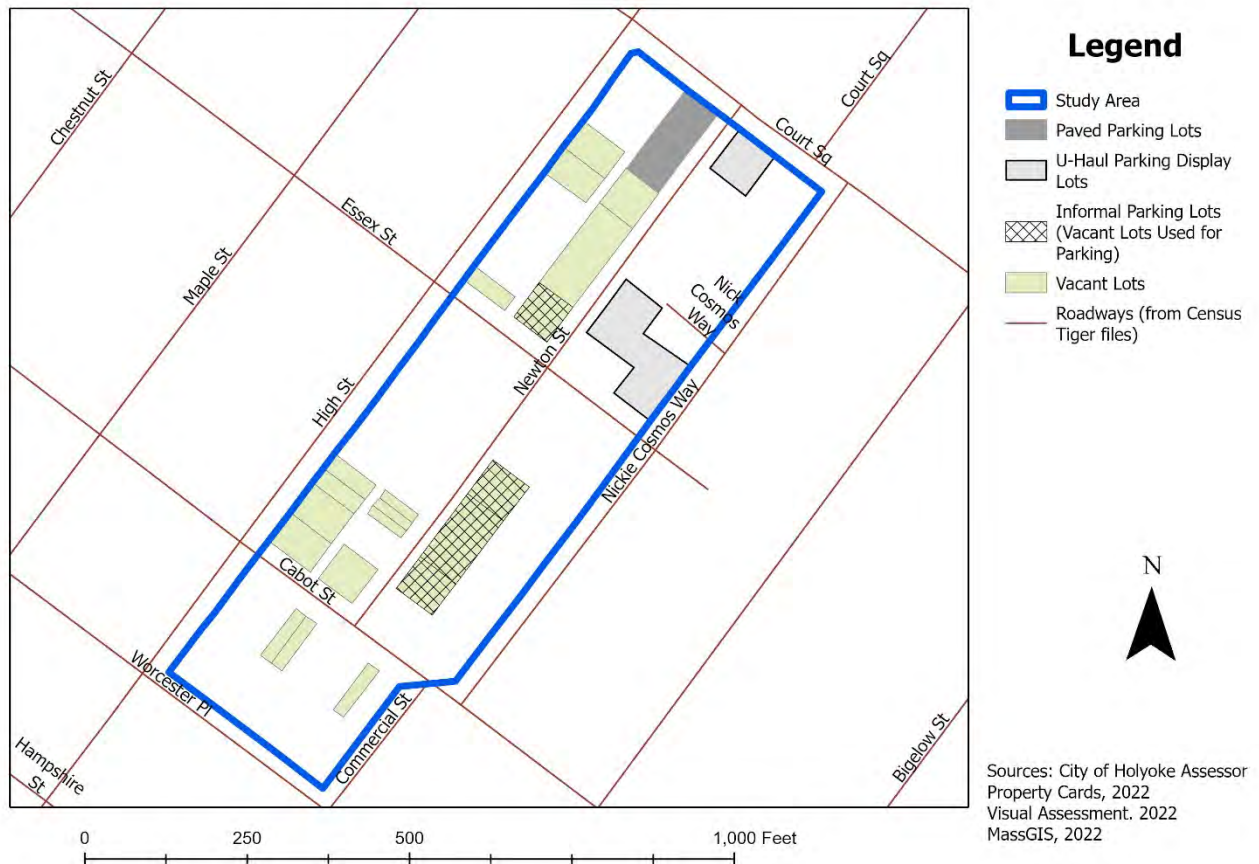 Chestnut St
Maple St
Essex St
High St
Newton St
Court Sq
Court Sq
Nick
Cosmos
Way
Nickie Cosmos Way
Cabot St
Worcester Pl
Commercial St
Hampshire
St
Bigelow St
Legend
Study Area
Paved Parking Lots
U-Haul Parking Display
Lots
Informal Parking Lots
(Vacant Lots Used for
Parking)
Vacant Lots
Roadways (from Census
Tiger files)
N
Sources: City of Holyoke Assessor
Property Cards, 2022
Visual Assessment. 2022
MassGIS, 2022
0 250 500 1,000 Feet